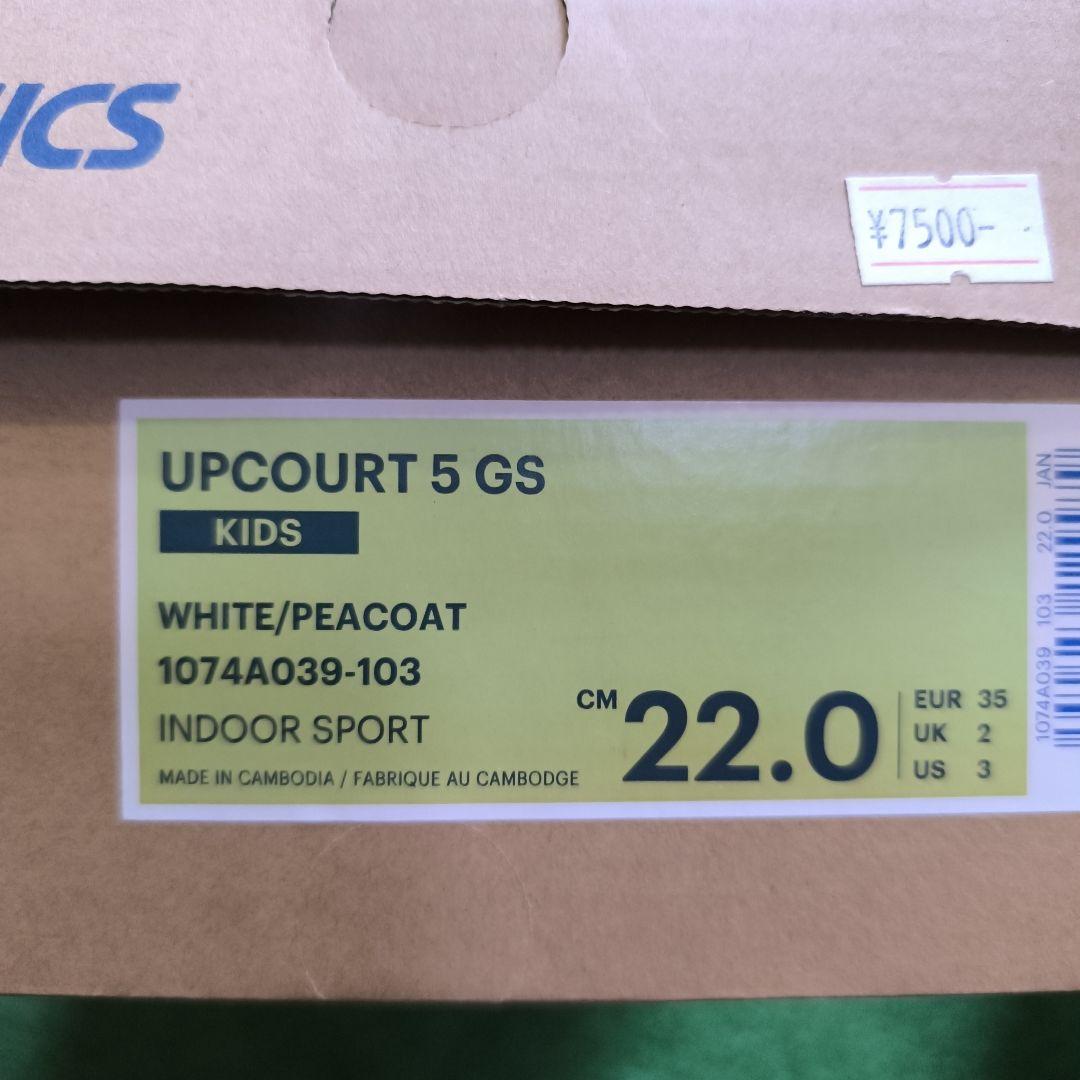 ICS
¥7500-
UPCOURT 5 GS
KIDS
WHITE/PEACOAT
1074A039-103
INDOOR SPORT
MADE IN CAMBODIA / FABRIQUE AU CAMBODGE
CM 22.0
EUR 35
UK 2
US 3
1074A039 103 22.0 JAN